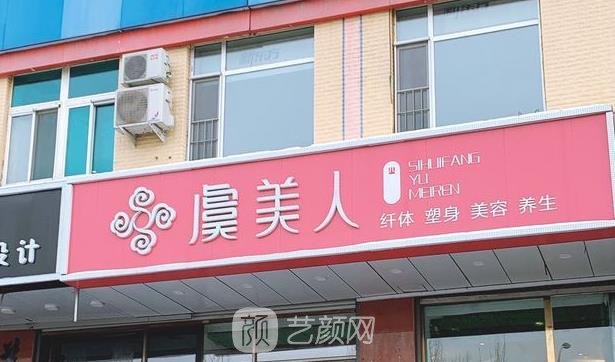 虞美人
SIHUIFANG
YU
MEIREN
纤体 塑身 美容 养生
设计
颜 艺颜网